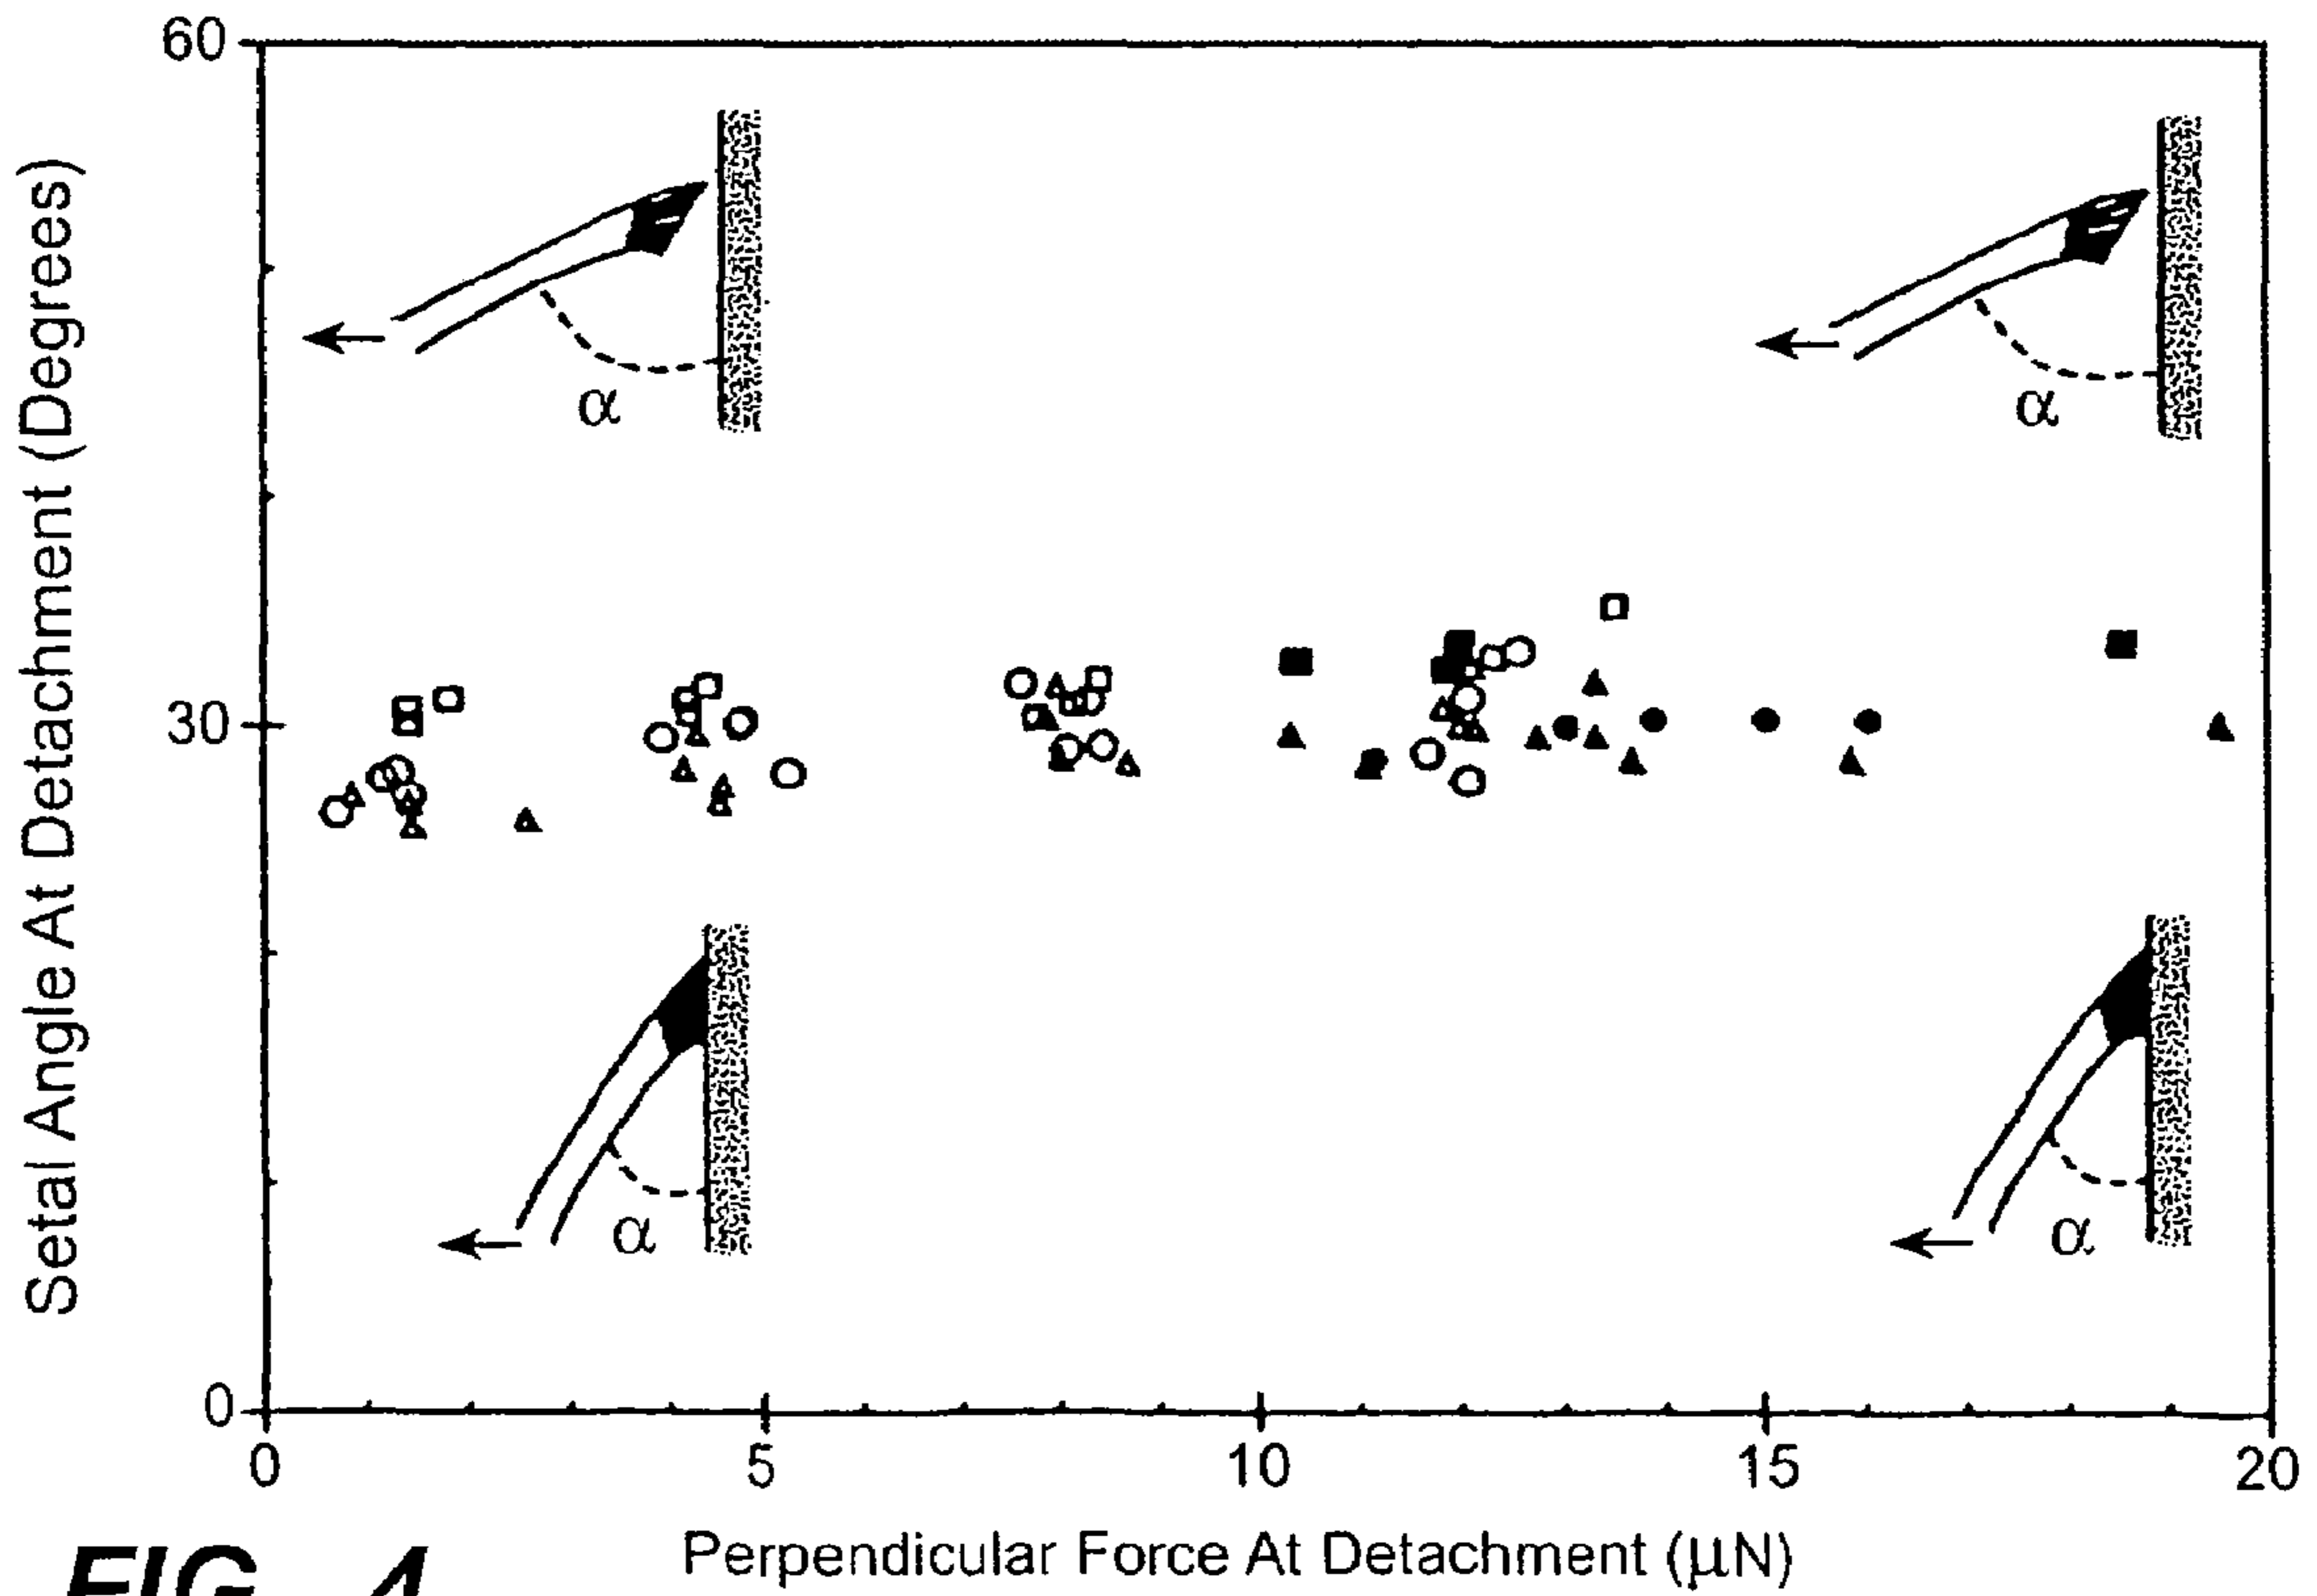 60
Setal Angle At Detachment (Degrees)
α
α
30
α
α
0
0 5 10 15 20
Perpendicular Force At Detachment (μN)
FIG._4